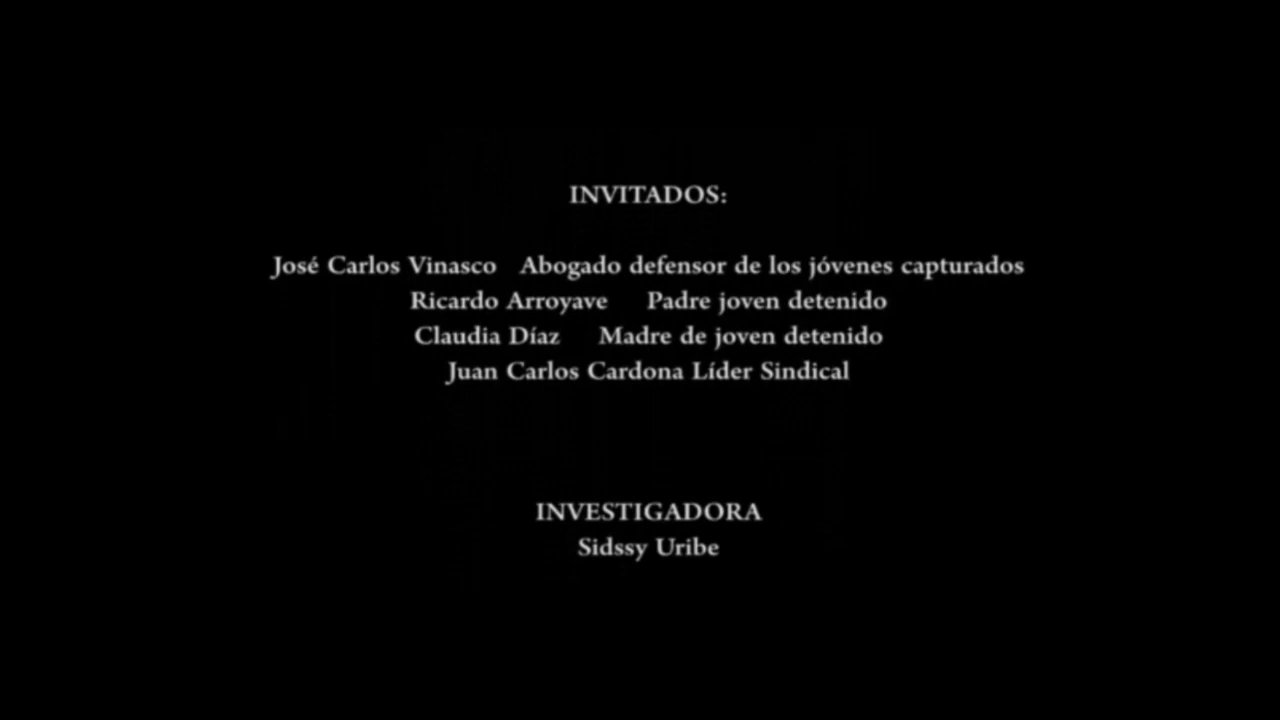 INVITADOS:
José Carlos Vinasco Abogado defensor de los jóvenes capturados
Ricardo Arroyave Padre joven detenido
Claudia Díaz Madre de joven detenido
Juan Carlos Cardona Líder Sindical
INVESTIGADORA
Sidssy Uribe